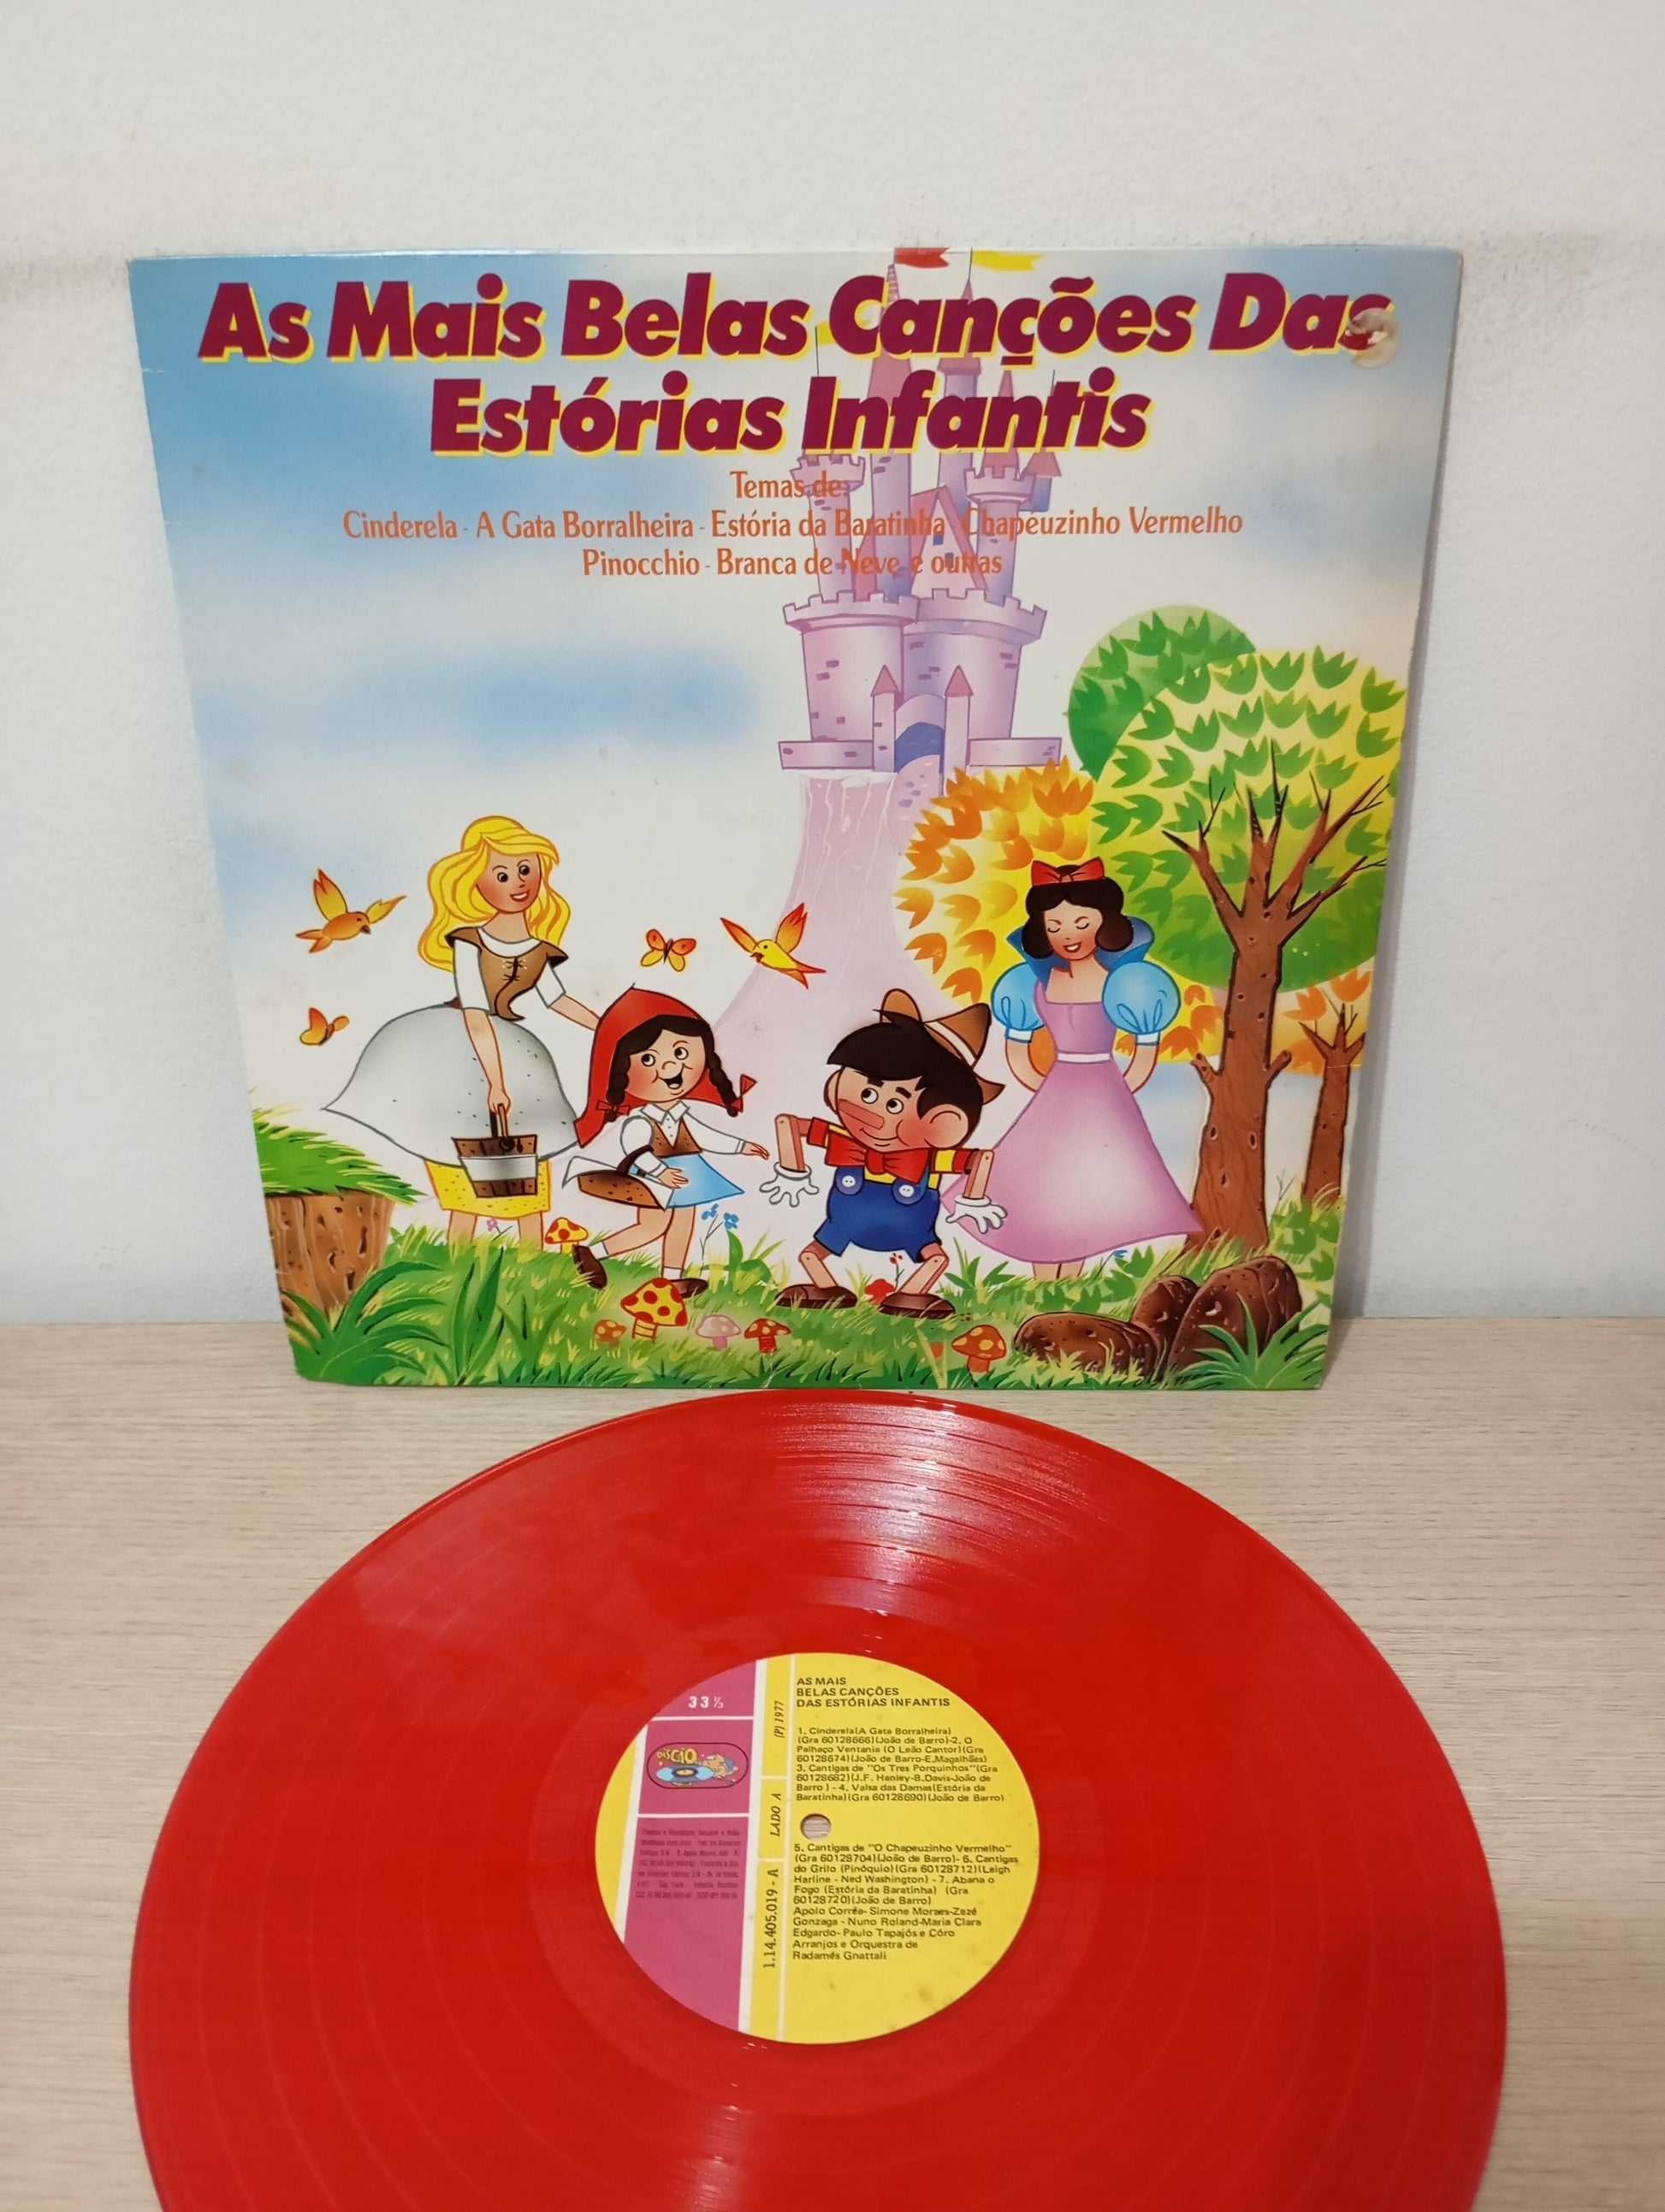 As Mais Belas Canções Das
Estórias Infantis
Temas de:
Cinderela - A Gata Borralheira - Estória da Baratinha - Chapéuzinho Vermelho
Pinocchio - Branca de Neve e outras
33 ⅓
DISCÃO
(P) 1977
LADO A
1.14.405.019 - A
AS MAIS
BELAS CANÇÕES
DAS ESTÓRIAS INFANTIS
1. Cinderela(A Gata Borralheira)
(Gra 60128666)(João de Barro)-2. O
Palhaço Ventania (O Leão Cantor)(Gra
60128674)(João de Barro-E.Magalhães)
3. Cantigas de "Os Tres Porquinhos"(Gra
60128682)(J.F. Hanley-B.Davis-João de
Barro ) - 4. Valsa das Damas(Estória da
Baratinha)(Gra 60128690)(João de Barro)
5. Cantigas de "O Chapeuzinho Vermelho"
(Gra 60128704)(João de Barro)- 6. Cantigas
do Grilo (Pinóquio)(Gra 60128712)(Leigh
Harline - Ned Washington) - 7. Abana o
Fogo (Estória da Baratinha) (Gra
60128720)(João de Barro)
Apolo Corrêa- Simone Moraes-Zezé
Gonzaga - Nuno Roland-Maria Clara
Edgardo- Paulo Tapajós e Côro
Arranjos e Orquestra de
Radamés Gnattali